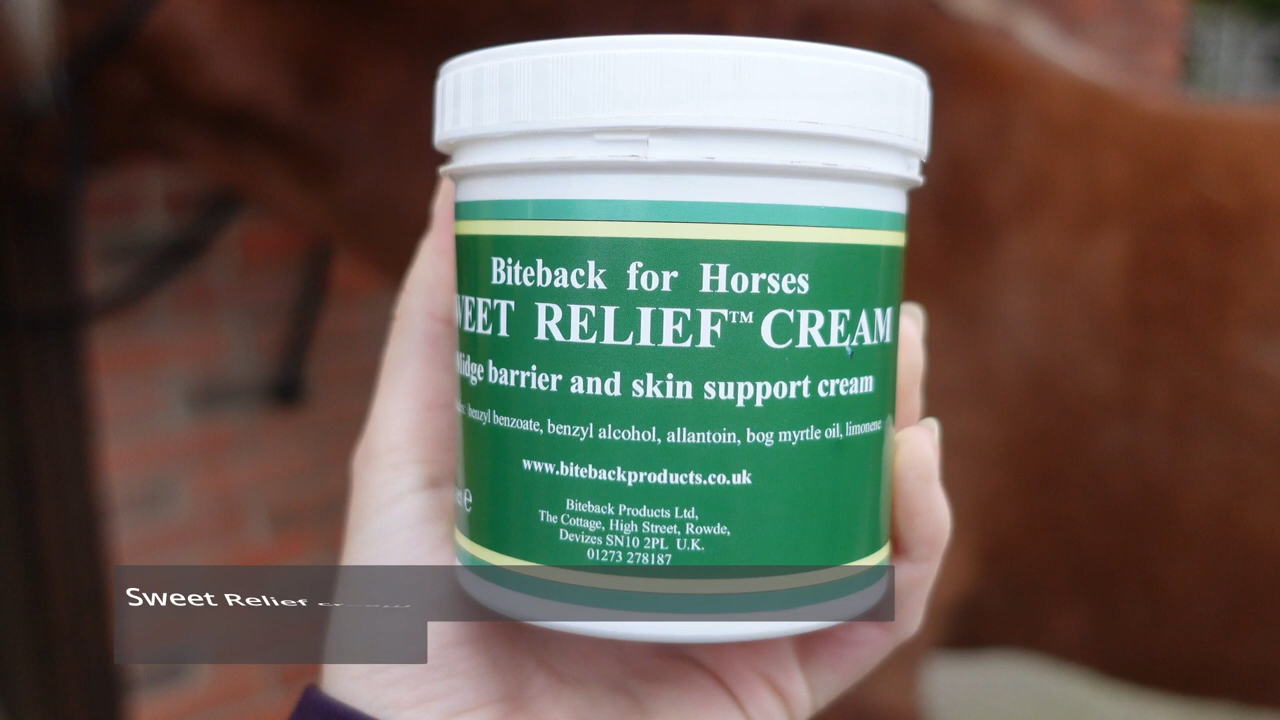 Biteback for Horses
WEET RELIEF™ CREAM
Midge barrier and skin support cream
benzyl benzoate, benzyl alcohol, allantoin, bog myrtle oil, limonene
www.bitebackproducts.co.uk
Biteback Products Ltd,
The Cottage, High Street, Rowde,
Devizes SN10 2PL U.K.
01273 278187
Sweet Relief